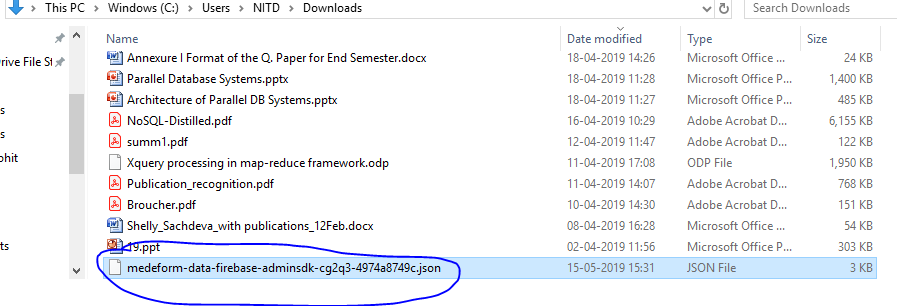 This PC > Windows (C:) > Users > NITD > Downloads
Search Downloads
Name Date modified Type Size
Annexure I Format of the Q. Paper for End Semester.docx 18-04-2019 14:26 Microsoft Office ... 24 KB
rive File St
Parallel Database Systems.pptx 18-04-2019 11:28 Microsoft Office P... 1,400 KB
Architecture of Parallel DB Systems.pptx 18-04-2019 11:27 Microsoft Office P... 485 KB
NoSQL-Distilled.pdf 16-04-2019 10:29 Adobe Acrobat D... 6,155 KB
summ1.pdf 12-04-2019 11:47 Adobe Acrobat D... 122 KB
ohit
Xquery processing in map-reduce framework.odp 11-04-2019 17:08 ODP File 1,950 KB
Publication_recognition.pdf 11-04-2019 14:07 Adobe Acrobat D... 768 KB
Broucher.pdf 10-04-2019 14:30 Adobe Acrobat D... 151 KB
Shelly_Sachdeva_with publications_12Feb.docx 08-04-2019 16:28 Microsoft Office ... 54 KB
ts
19.ppt 02-04-2019 11:56 Microsoft Office P... 303 KB
medeform-data-firebase-adminsdk-cg2q3-4974a8749c.json 15-05-2019 15:31 JSON File 3 KB